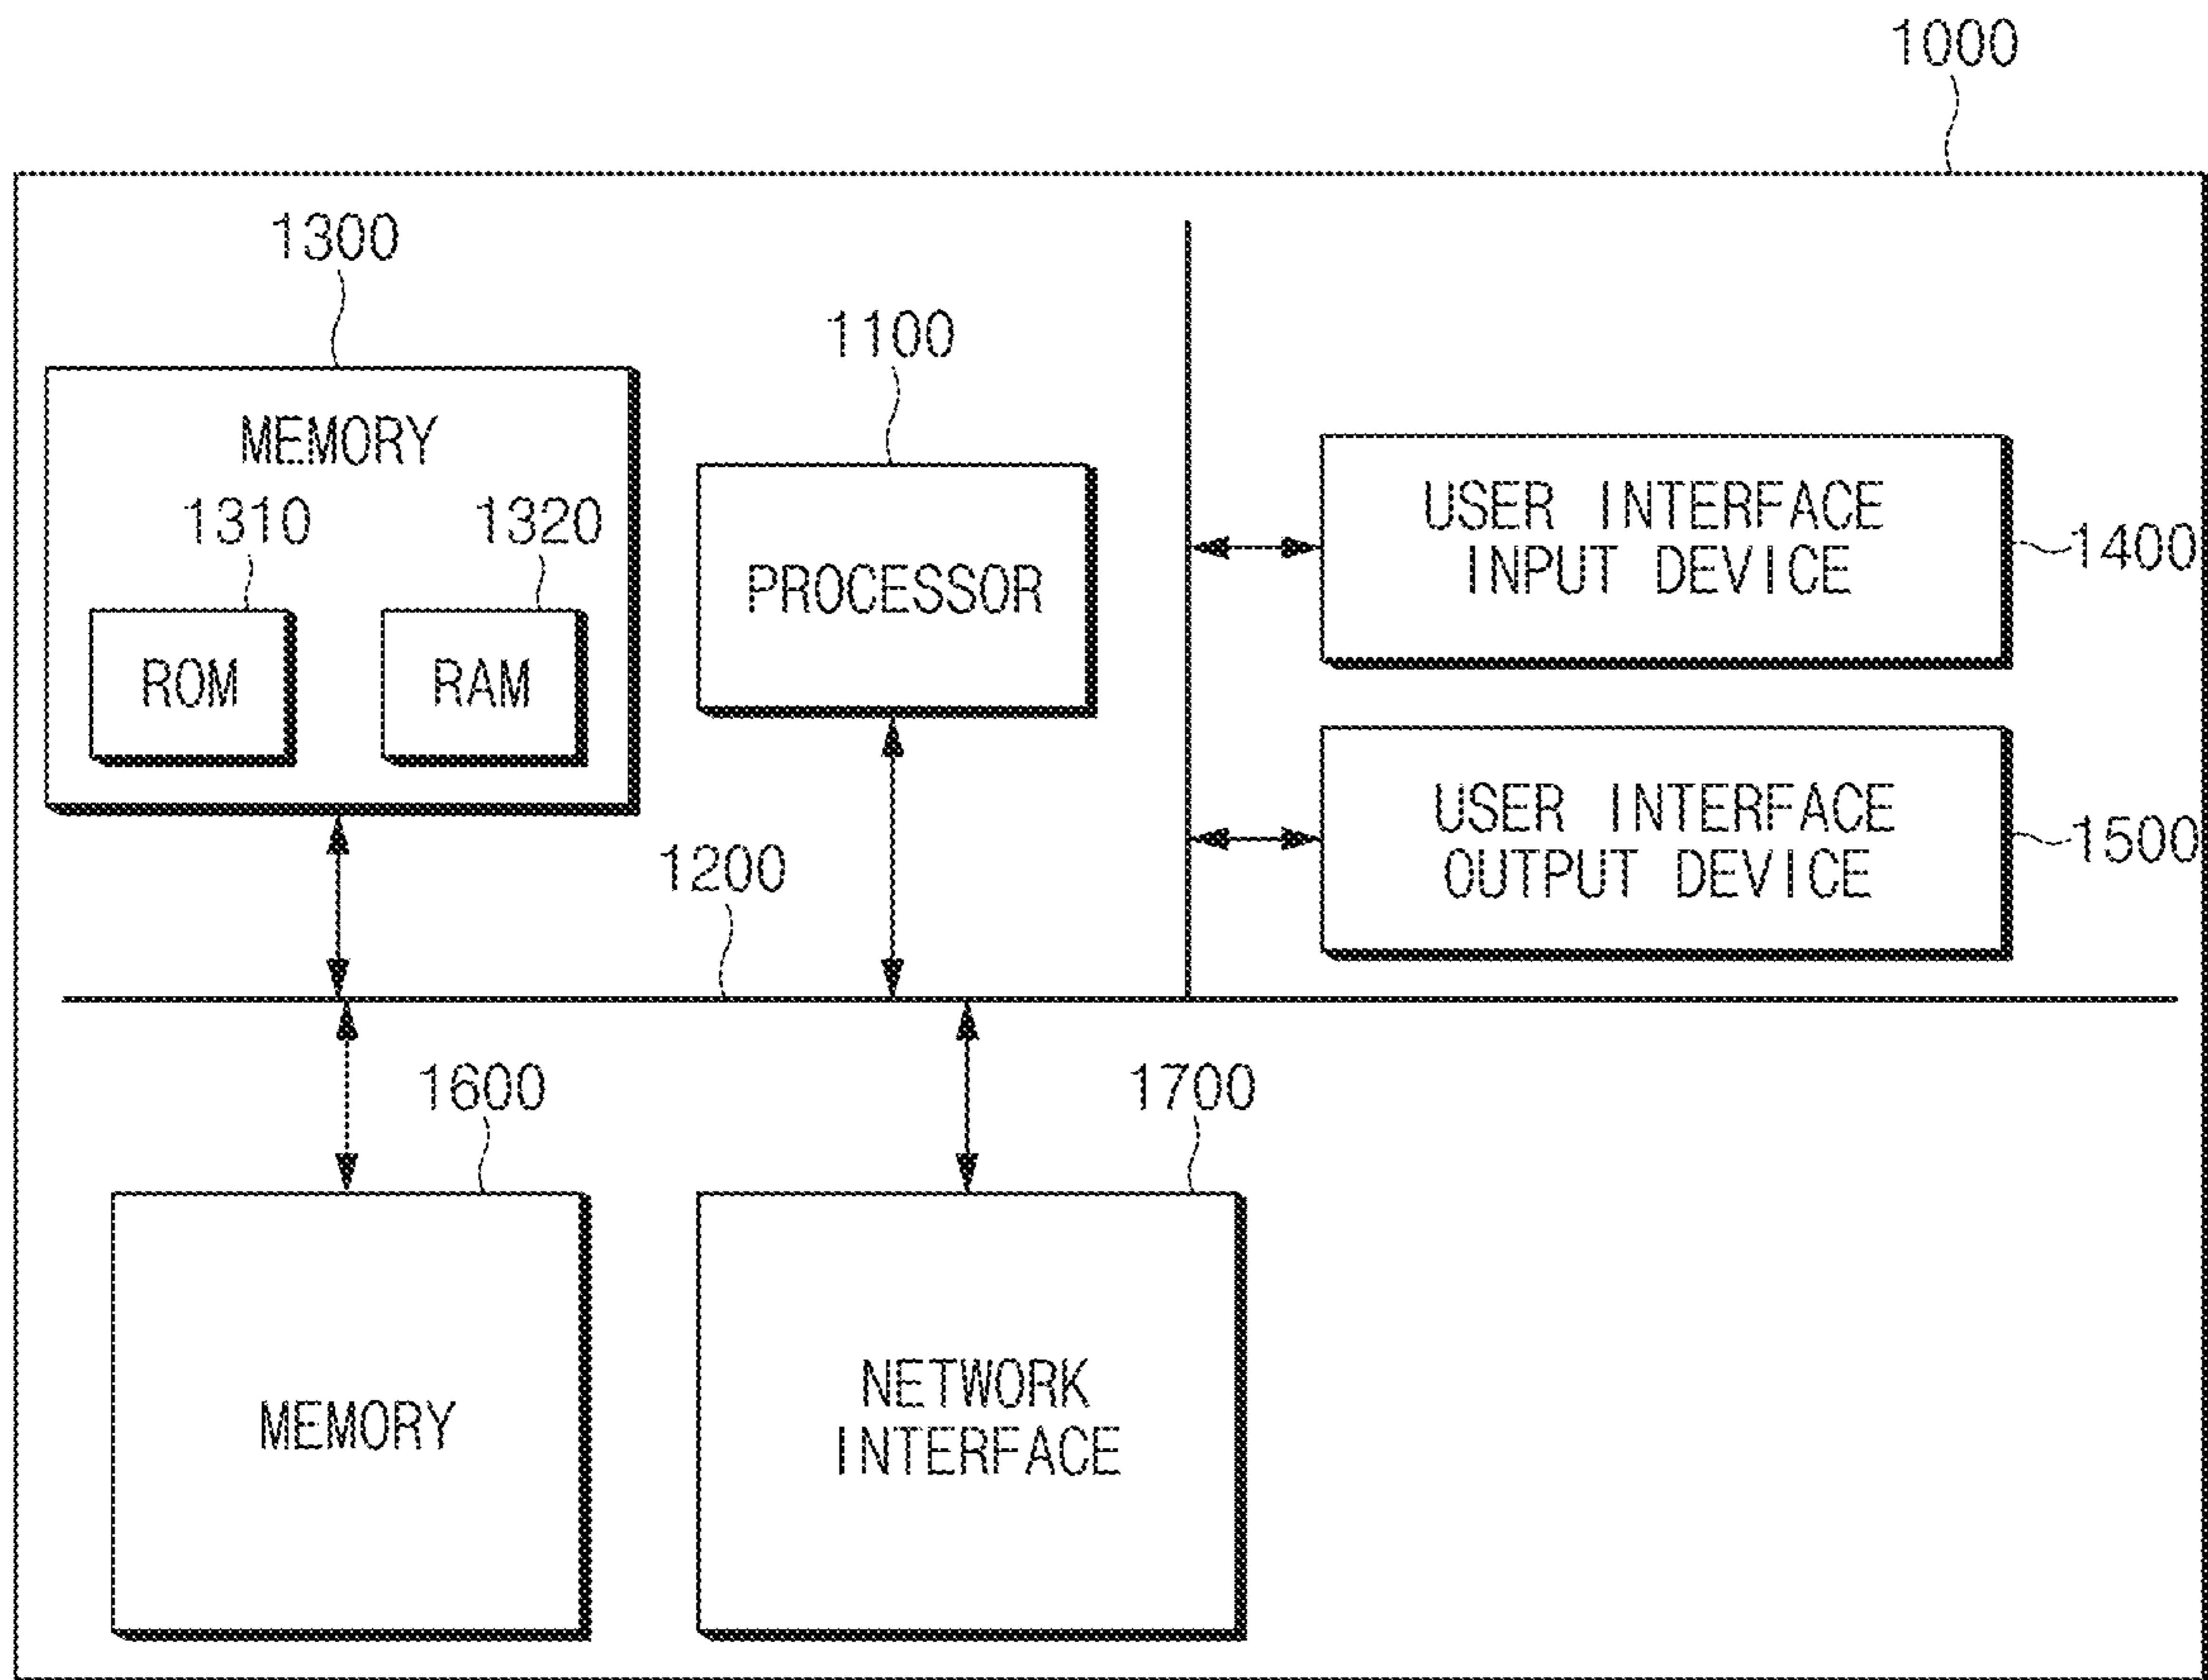 1000
1300
1100
MEMORY
1310
1320
ROM
RAM
PROCESSOR
USER INTERFACE
INPUT DEVICE
1400
USER INTERFACE
OUTPUT DEVICE
1500
1200
1600
1700
MEMORY
NETWORK
INTERFACE